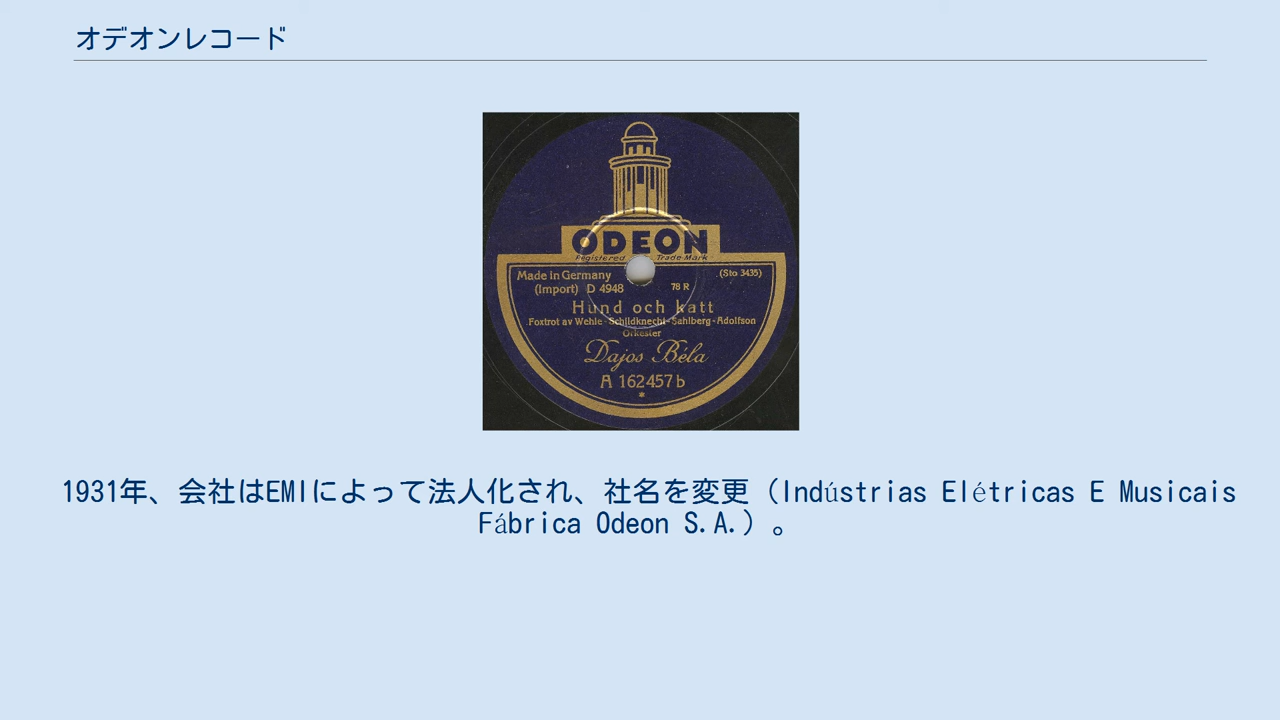 オデオンレコード
ODEON
Registered Trade Mark
Made in Germany (Sto 3435)
(Import) D 4948 78 R
Hund och katt
Foxtrot av Wehle-Schildknecht-Sahlberg-Adolfson
Orkester
Dajos Béla
A 162457 b
*
1931年、会社はEMIによって法人化され、社名を変更（Indústrias Elétricas E Musicais
Fábrica Odeon S.A.）。